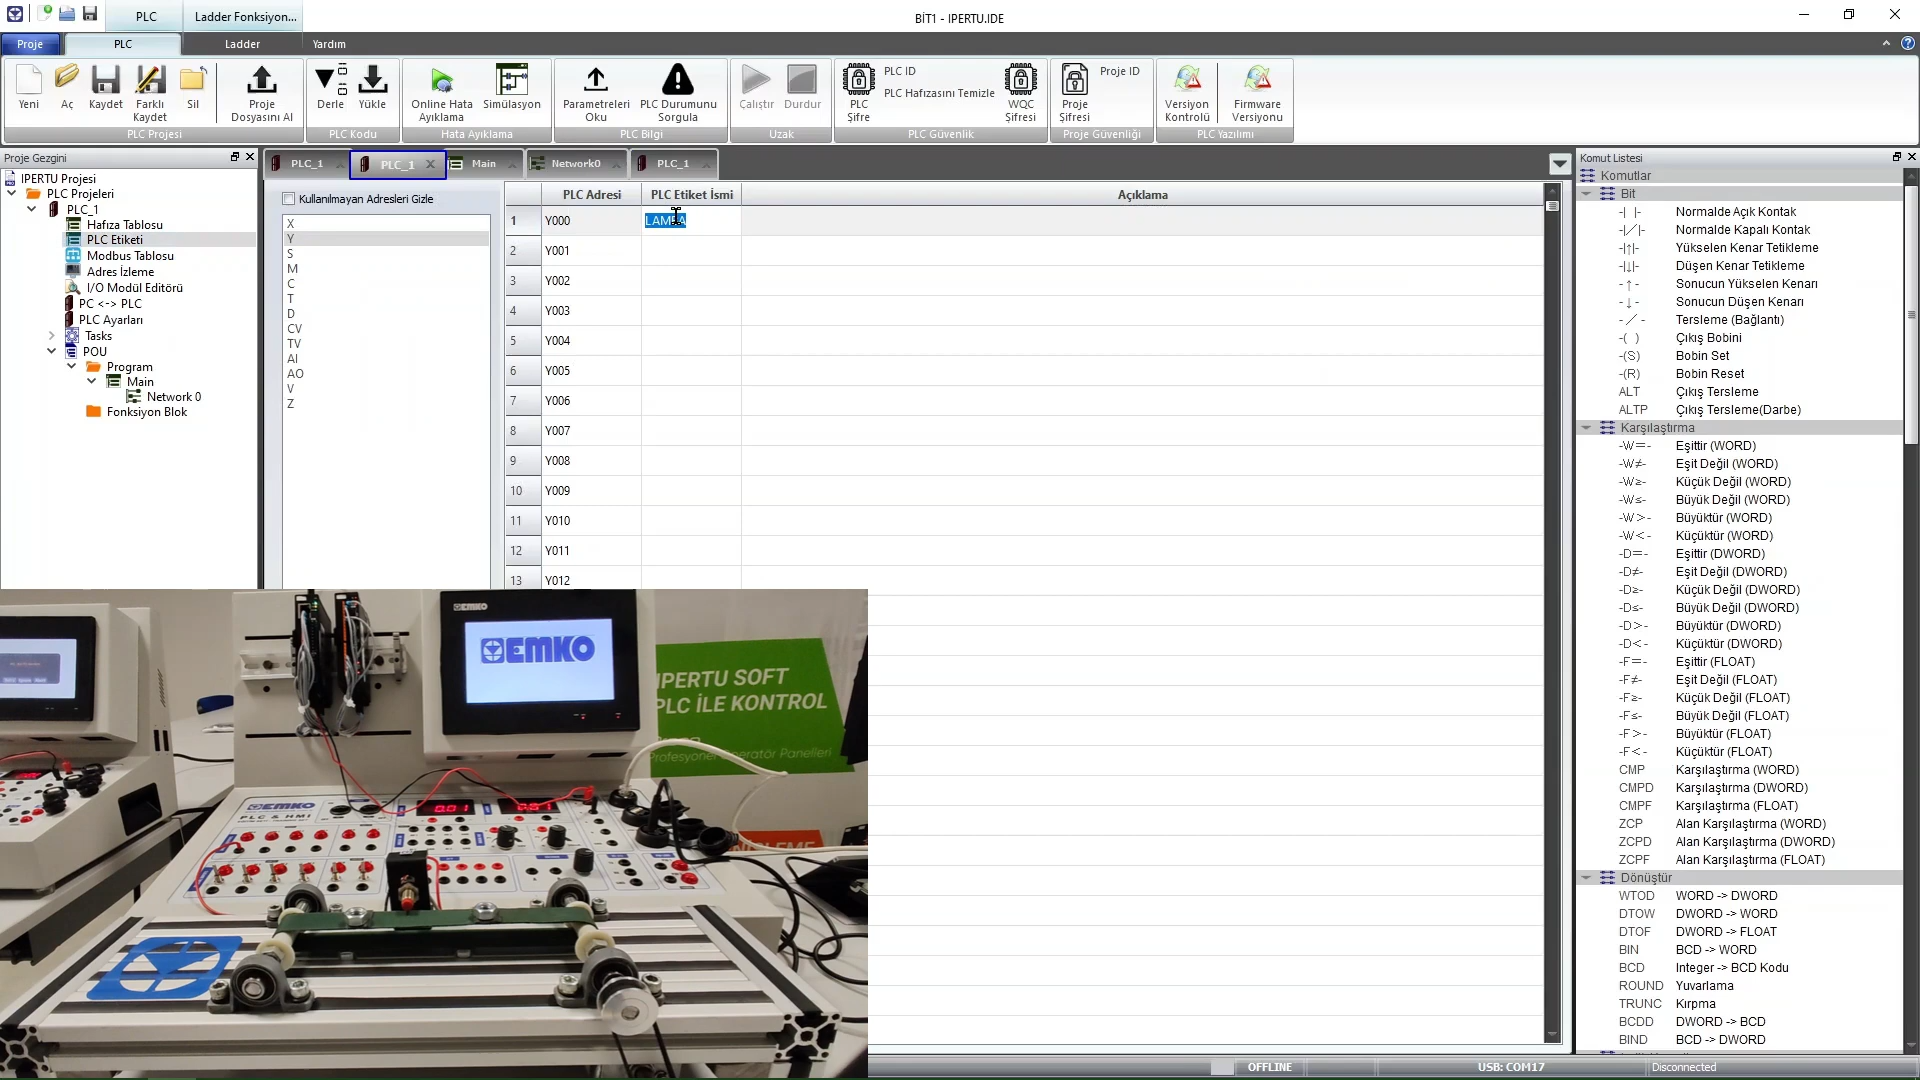 PLC
Ladder Fonksiyon...
BİT1 - IPERTU.IDE
Proje
PLC
Ladder
Yardım
Yeni
Aç
Kaydet
Farklı
Kaydet
Sil
Proje
Dosyasını Al
Derle
Yükle
Online Hata
Ayıklama
Simülasyon
Parametreleri
Oku
PLC Durumunu
Sorgula
Çalıştır
Durdur
PLC
Şifre
PLC ID
PLC Hafızasını Temizle
WQC
Şifresi
Proje
Şifresi
Proje ID
Versiyon
Kontrolü
Firmware
Versiyonu
PLC Projesi
PLC Kodu
Hata Ayıklama
PLC Bilgi
Uzak
PLC Güvenlik
Proje Güvenliği
PLC Yazılımı
Proje Gezgini
IPERTU Projesi
PLC Projeleri
PLC_1
Hafıza Tablosu
PLC Etiketi
Modbus Tablosu
Adres İzleme
I/O Modül Editörü
PC <-> PLC
PLC Ayarları
Tasks
POU
Program
Main
Network 0
Fonksiyon Blok
PLC_1
PLC_1
Main
Network0
PLC_1
Kullanılmayan Adresleri Gizle
X
Y
S
M
C
T
D
CV
TV
AI
AO
V
Z
PLC Adresi PLC Etiket İsmi Açıklama
1 Y000 LAMBA
2 Y001
3 Y002
4 Y003
5 Y004
6 Y005
7 Y006
8 Y007
9 Y008
10 Y009
11 Y010
12 Y011
13 Y012
Komut Listesi
Komutlar
Bit
-| |- Normalde Açık Kontak
-|/|- Normalde Kapalı Kontak
-|↑|- Yükselen Kenar Tetikleme
-|↓|- Düşen Kenar Tetikleme
-↑- Sonucun Yükselen Kenarı
-↓- Sonucun Düşen Kenarı
-/- Tersleme (Bağlantı)
-( ) Çıkış Bobini
-(S) Bobin Set
-(R) Bobin Reset
ALT Çıkış Tersleme
ALTP Çıkış Tersleme(Darbe)
Karşılaştırma
-W=- Eşittir (WORD)
-W≠- Eşit Değil (WORD)
-W≥- Küçük Değil (WORD)
-W≤- Büyük Değil (WORD)
-W>- Büyüktür (WORD)
-W<- Küçüktür (WORD)
-D=- Eşittir (DWORD)
-D≠- Eşit Değil (DWORD)
-D≥- Küçük Değil (DWORD)
-D≤- Büyük Değil (DWORD)
-D>- Büyüktür (DWORD)
-D<- Küçüktür (DWORD)
-F=- Eşittir (FLOAT)
-F≠- Eşit Değil (FLOAT)
-F≥- Küçük Değil (FLOAT)
-F≤- Büyük Değil (FLOAT)
-F>- Büyüktür (FLOAT)
-F<- Küçüktür (FLOAT)
CMP Karşılaştırma (WORD)
CMPD Karşılaştırma (DWORD)
CMPF Karşılaştırma (FLOAT)
ZCP Alan Karşılaştırma (WORD)
ZCPD Alan Karşılaştırma (DWORD)
ZCPF Alan Karşılaştırma (FLOAT)
Dönüştür
WTOD WORD -> DWORD
DTOW DWORD -> WORD
DTOF DWORD -> FLOAT
BIN BCD -> WORD
BCD Integer -> BCD Kodu
ROUND Yuvarlama
TRUNC Kırpma
BCDD DWORD -> BCD
BIND BCD -> DWORD
EMKO
EMKO
IPERTU SOFT
PLC İLE KONTROL
Profesyonel Operatör Panelleri
EMKO
PLC & HMI
OFFLINE
USB: COM17
Disconnected